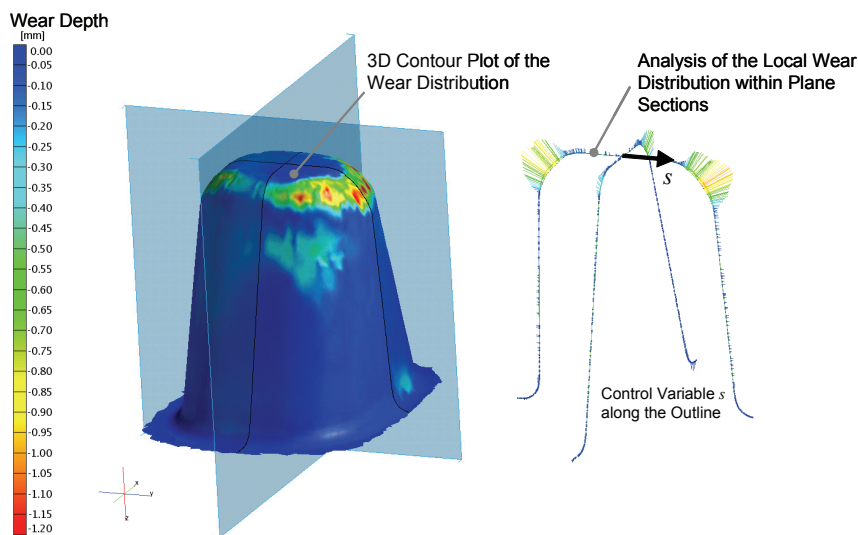 Wear Depth
[mm]
0.00
-0.05
-0.10
-0.15
-0.20
-0.25
-0.30
-0.35
-0.40
-0.45
-0.50
-0.55
-0.60
-0.65
-0.70
-0.75
-0.80
-0.85
-0.90
-0.95
-1.00
-1.05
-1.10
-1.15
-1.20
3D Contour Plot of the
Wear Distribution
Analysis of the Local Wear
Distribution within Plane
Sections
s
Control Variable s
along the Outline
x
y
z